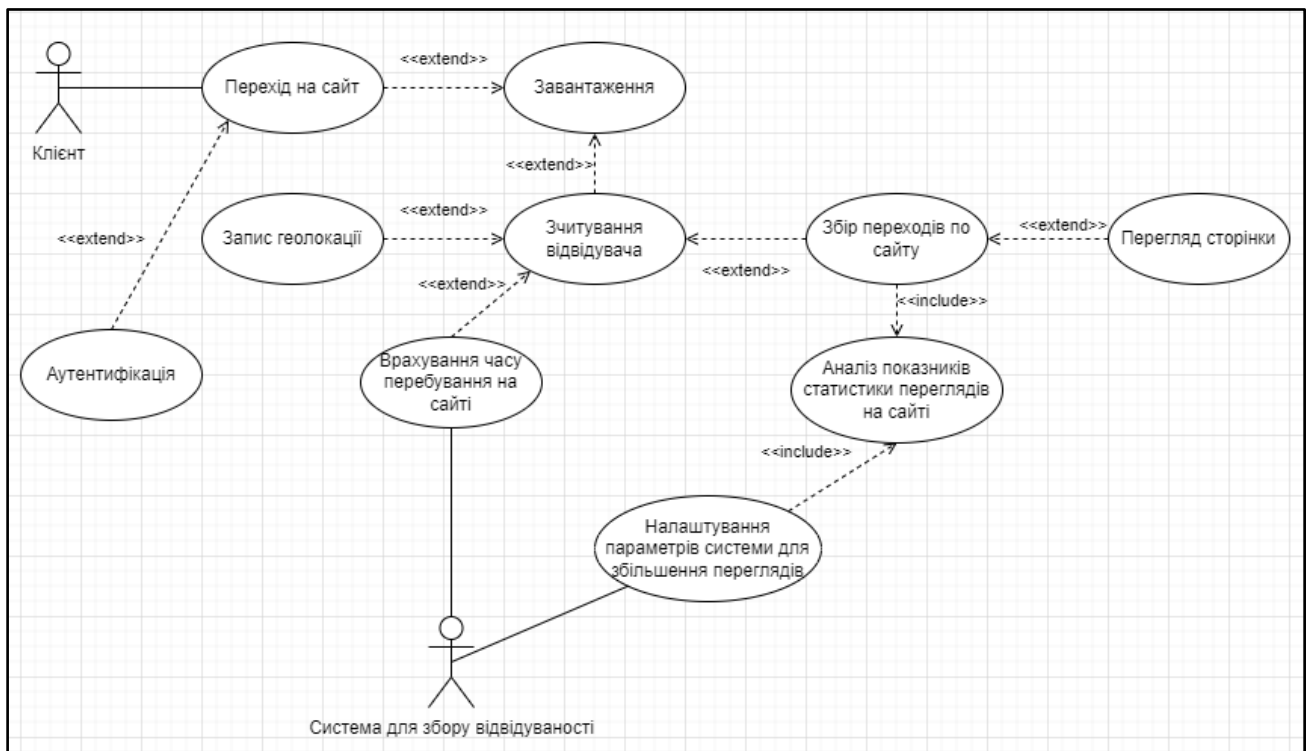 <<extend>>
Перехід на сайт
Завантаження
Клієнт
<<extend>>
<<extend>>
<<extend>>
Запис геолокації
Зчитування
відвідувача
Збір переходів по
сайту
<<extend>>
Перегляд сторінки
<<extend>>
<<extend>>
<<extend>>
<<include>>
Аутентифікація
Врахування часу
перебування на
сайті
Аналіз показників
статистики переглядів
на сайті
<<include>>
Налаштування
параметрів системи для
збільшення переглядів
Система для збору відвідуваності